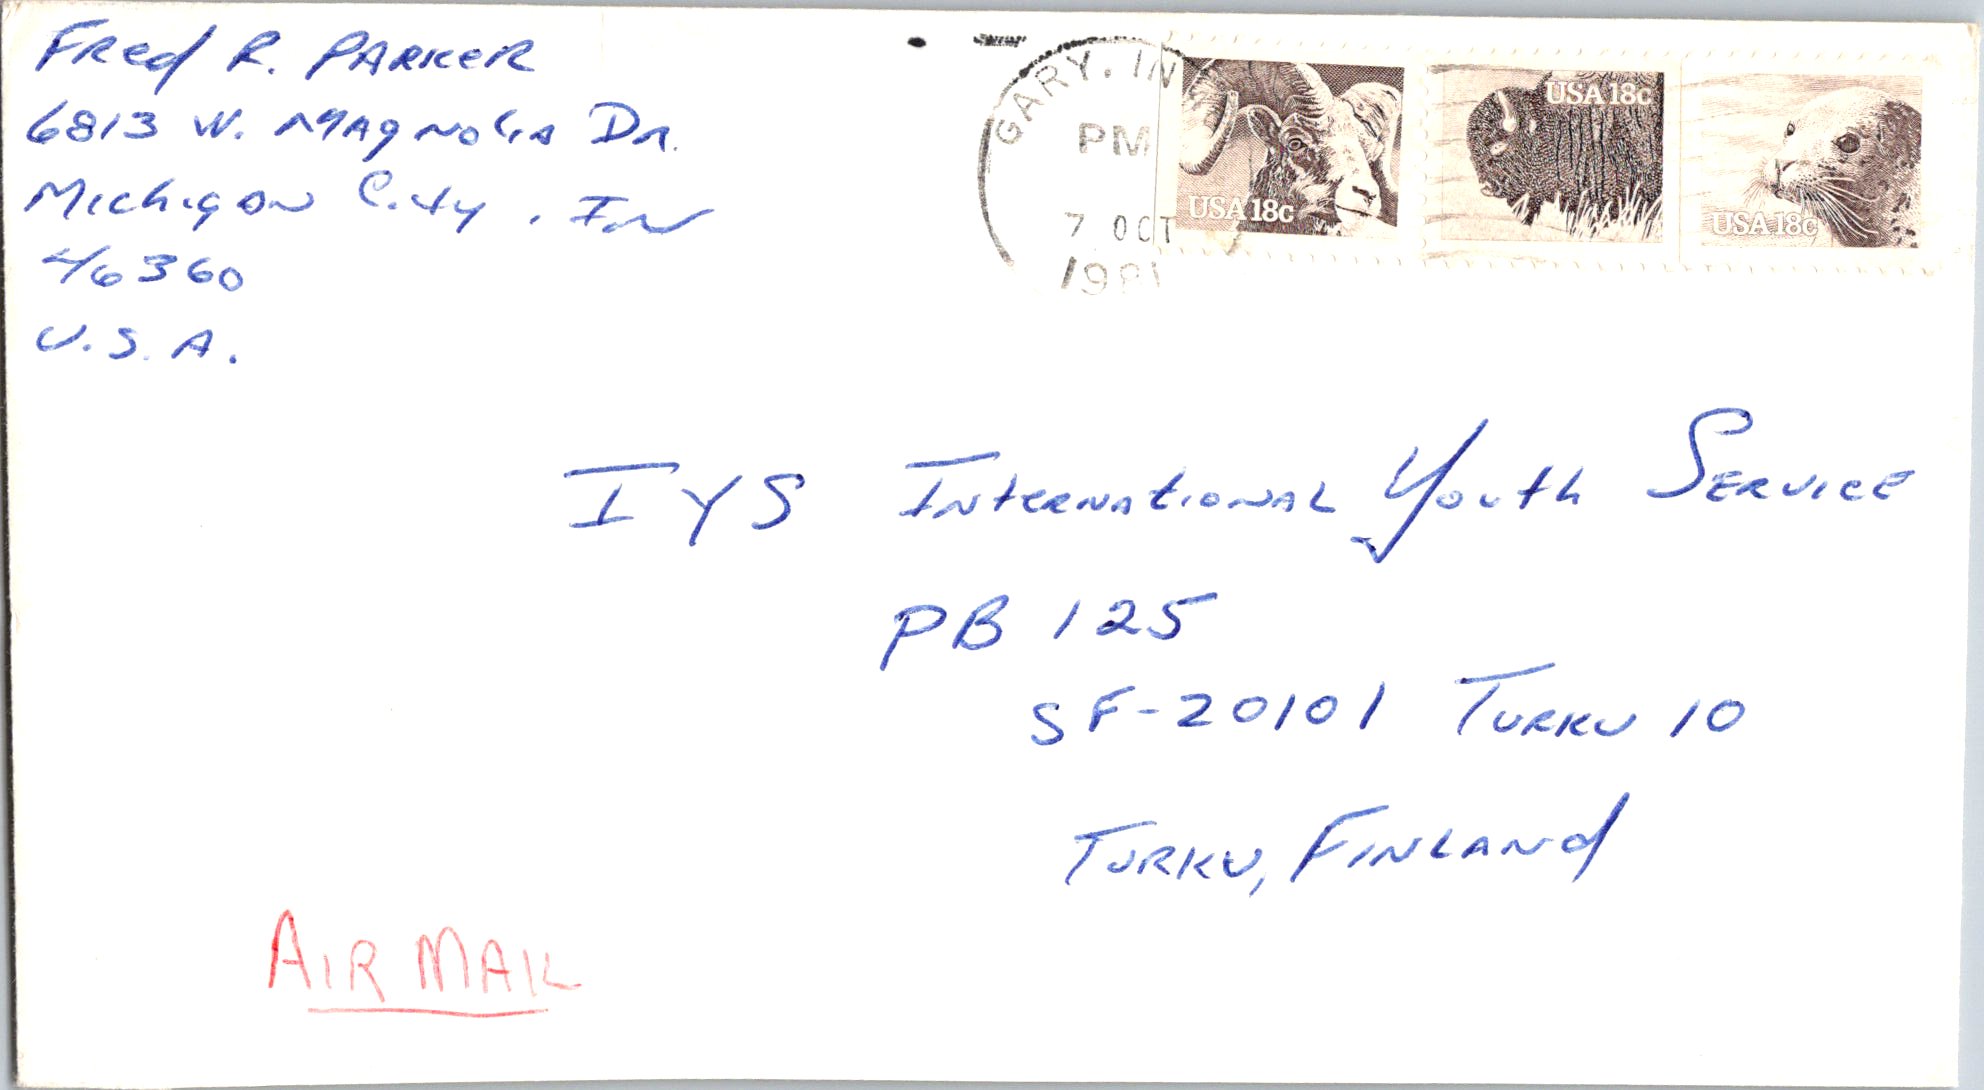 Fred R. PARKER
6813 W. MAgNoliA DR.
Michigan City, IN
46360
U.S.A.
GARY, IN
PM
7 OCT
1981
USA 18c
USA 18c
USA 18c
IYS INTERNAtIONAL Youth SERVICE
PB 125
SF-20101 TURKU 10
TURKU, FINLANd
AIR MAIL